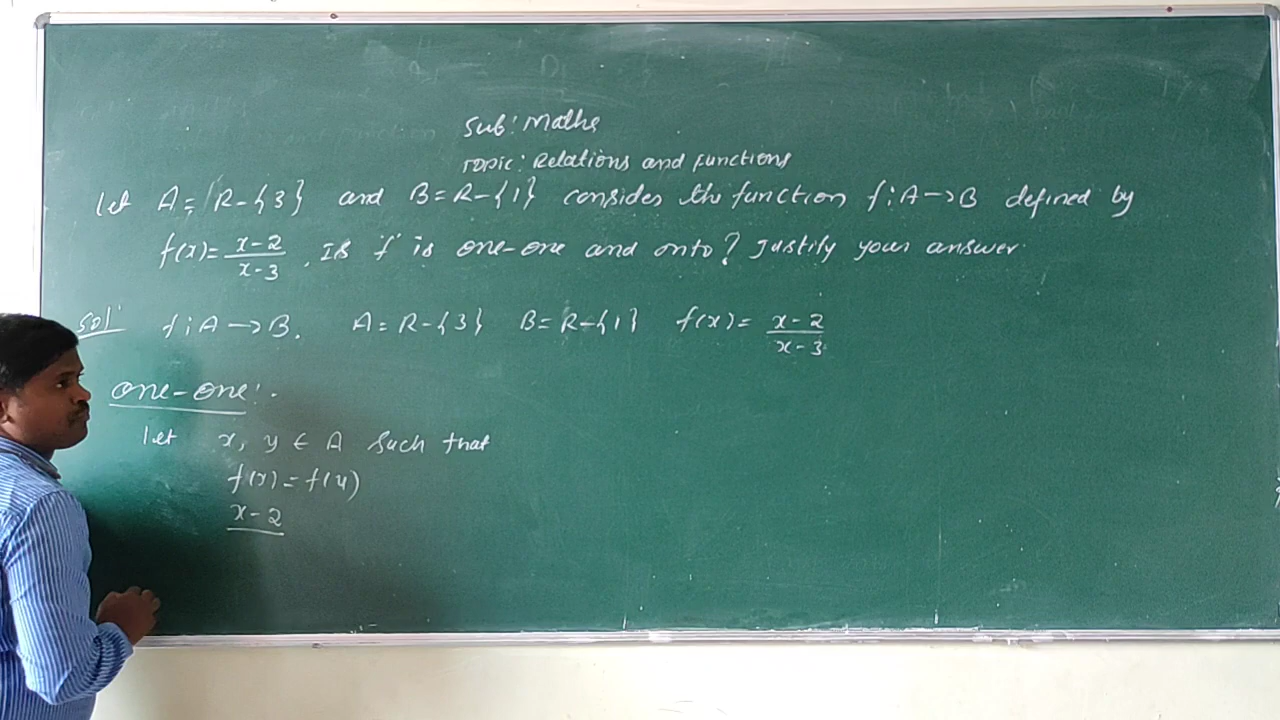 Sub: Maths
Topic: Relations and Functions
Let A = R-{3} and B = R-{1} consider the function f:A→B defined by
f(x)= x-2/x-3 . Is f is one-one and onto? Justify your answer.
Sol: f:A→B. A = R-{3} B = R-{1} f(x) = x-2/x-3
one-one:-
Let x, y ∈ A such that
f(x) = f(y)
x-2